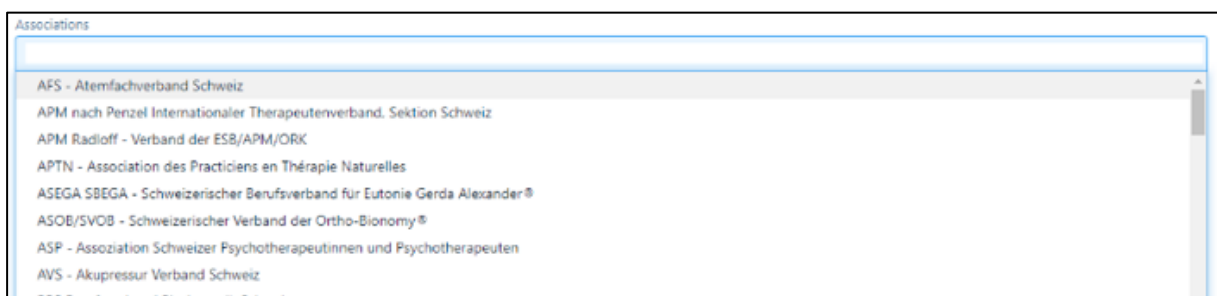 Associations
AFS - Atemfachverband Schweiz
APM nach Penzel Internationaler Therapeutenverband. Sektion Schweiz
APM Radloff - Verband der ESB/APM/ORK
APTN - Association des Practiciens en Thérapie Naturelles
ASEGA SBEGA - Schweizerischer Berufsverband für Eutonie Gerda Alexander®
ASOB/SVOB - Schweizerischer Verband der Ortho-Bionomy®
ASP - Assoziation Schweizer Psychotherapeutinnen und Psychotherapeuten
AVS - Akupressur Verband Schweiz